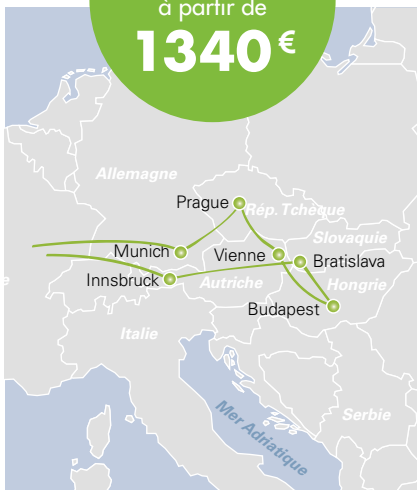 à partir de
1340 €
Allemagne
Prague
Rép. Tchèque
Slovaquie
Munich
Vienne
Bratislava
Innsbruck
Autriche
Hongrie
Budapest
Italie
Mer Adriatique
Serbie